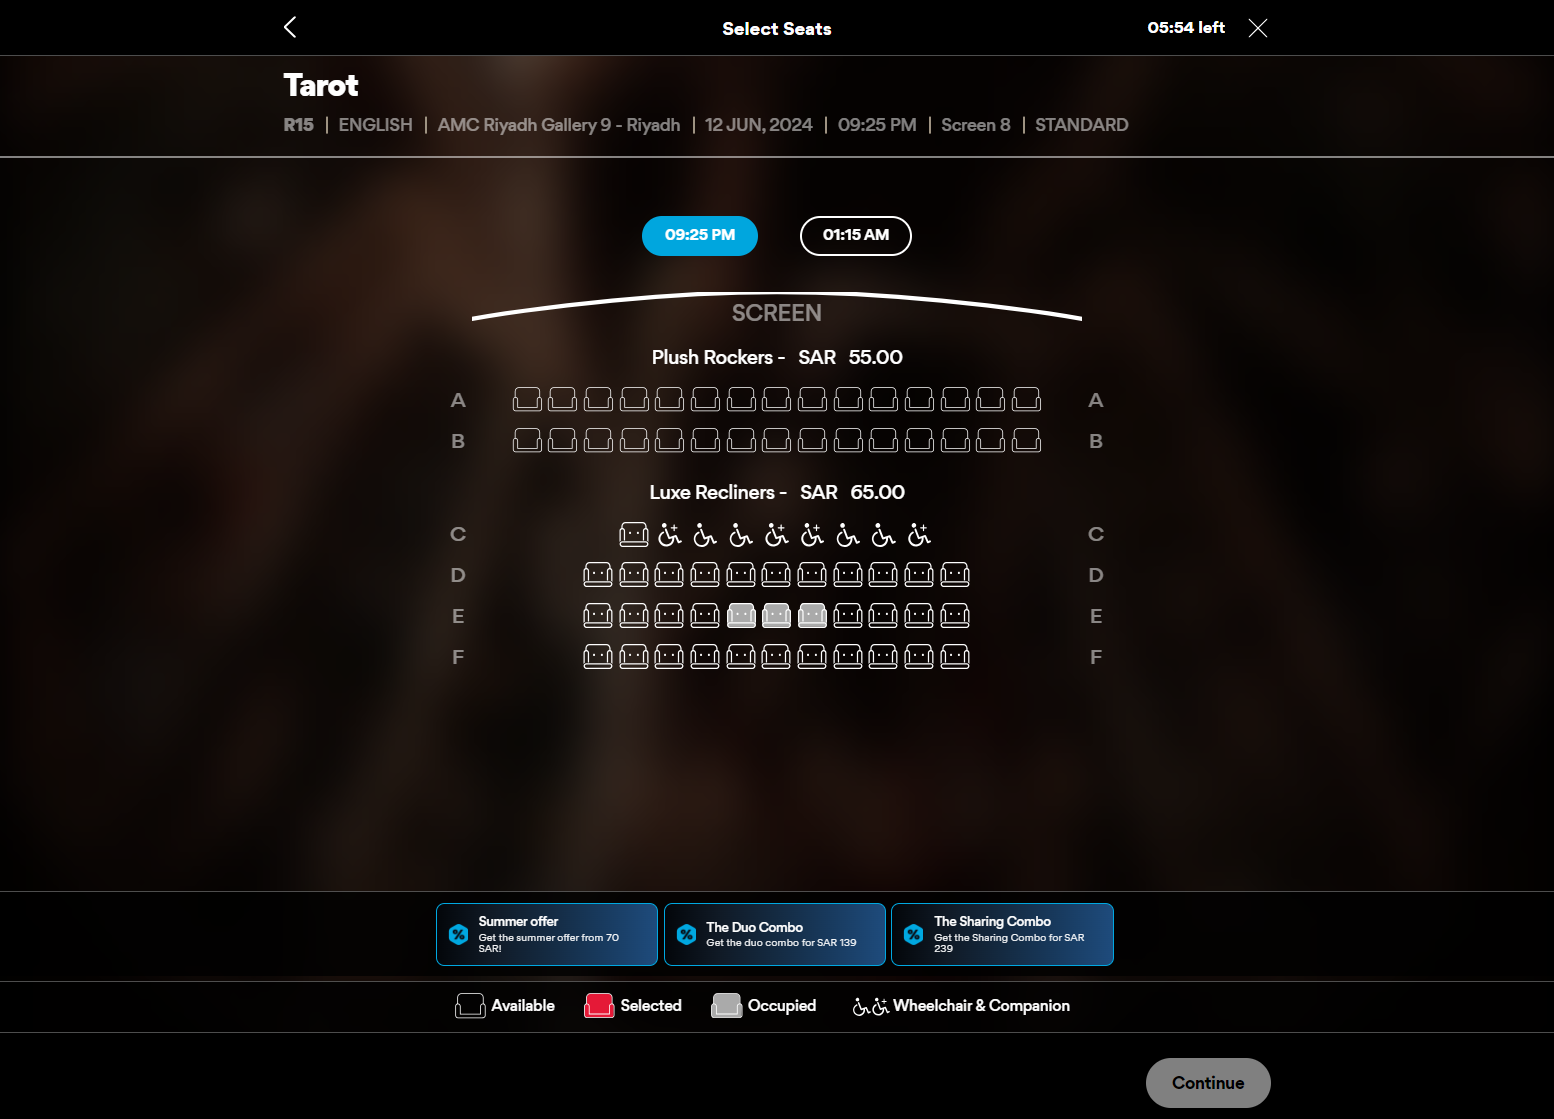 Select Seats
05:54 left
Tarot
R15 | ENGLISH | AMC Riyadh Gallery 9 - Riyadh | 12 JUN, 2024 | 09:25 PM | Screen 8 | STANDARD
09:25 PM
01:15 AM
SCREEN
Plush Rockers - SAR 55.00
A A
B B
Luxe Recliners - SAR 65.00
C C
D D
E E
F F
Summer offer
Get the summer offer from 70
SAR!
The Duo Combo
Get the duo combo for SAR 139
The Sharing Combo
Get the Sharing Combo for SAR
239
Available
Selected
Occupied
Wheelchair & Companion
Continue